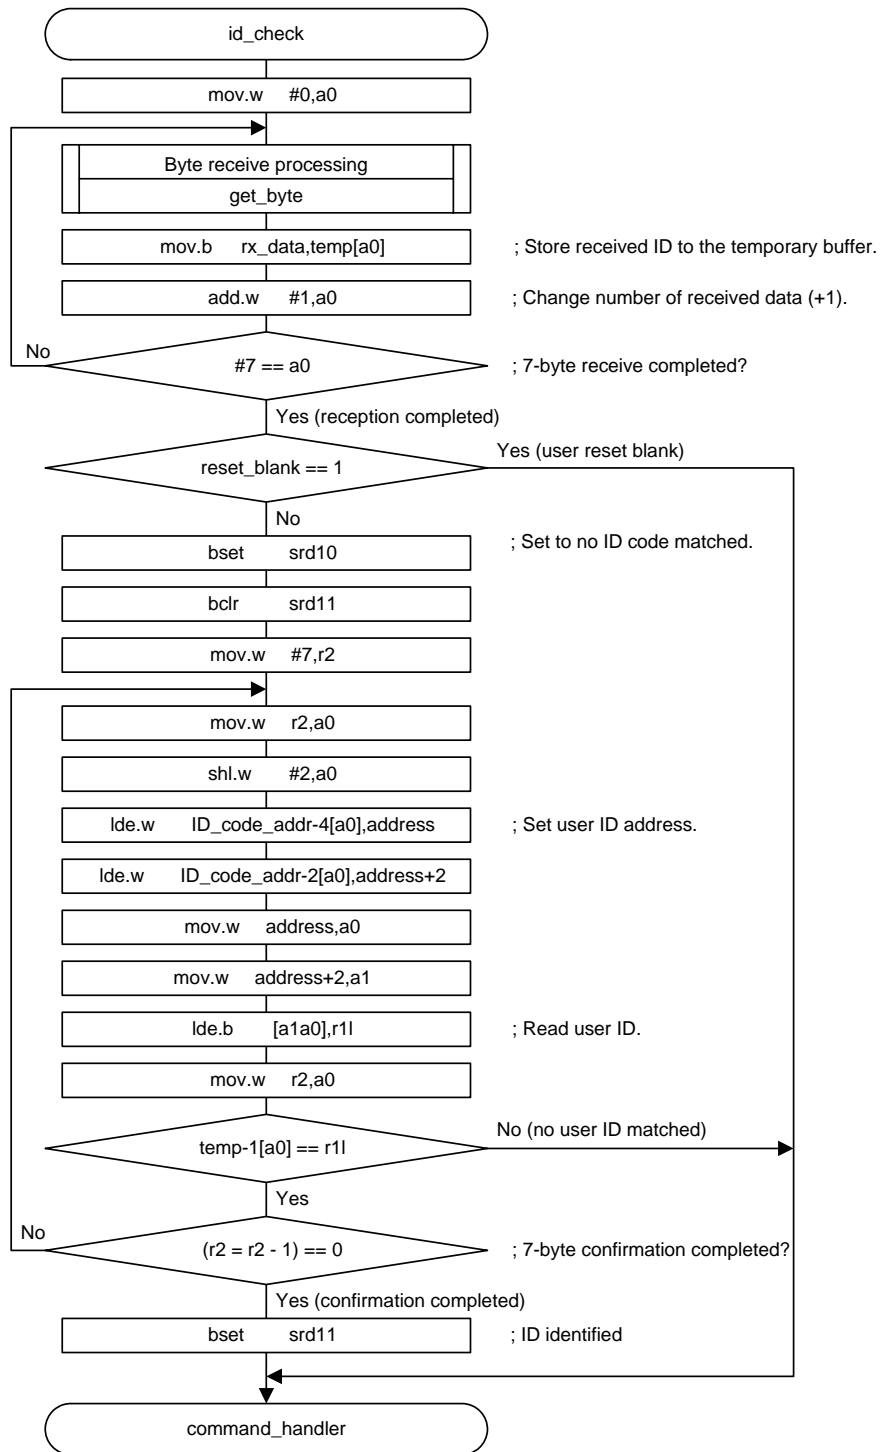 id_check
mov.w #0,a0
Byte receive processing
get_byte
mov.b rx_data,temp[a0] ; Store received ID to the temporary buffer.
add.w #1,a0 ; Change number of received data (+1).
No
#7 == a0 ; 7-byte receive completed?
Yes (reception completed)
Yes (user reset blank)
reset_blank == 1
No
bset srd10 ; Set to no ID code matched.
bclr srd11
mov.w #7,r2
mov.w r2,a0
shl.w #2,a0
lde.w ID_code_addr-4[a0],address ; Set user ID address.
lde.w ID_code_addr-2[a0],address+2
mov.w address,a0
mov.w address+2,a1
lde.b [a1a0],r1l ; Read user ID.
mov.w r2,a0
No (no user ID matched)
temp-1[a0] == r1l
Yes
No
(r2 = r2 - 1) == 0 ; 7-byte confirmation completed?
Yes (confirmation completed)
bset srd11 ; ID identified
command_handler